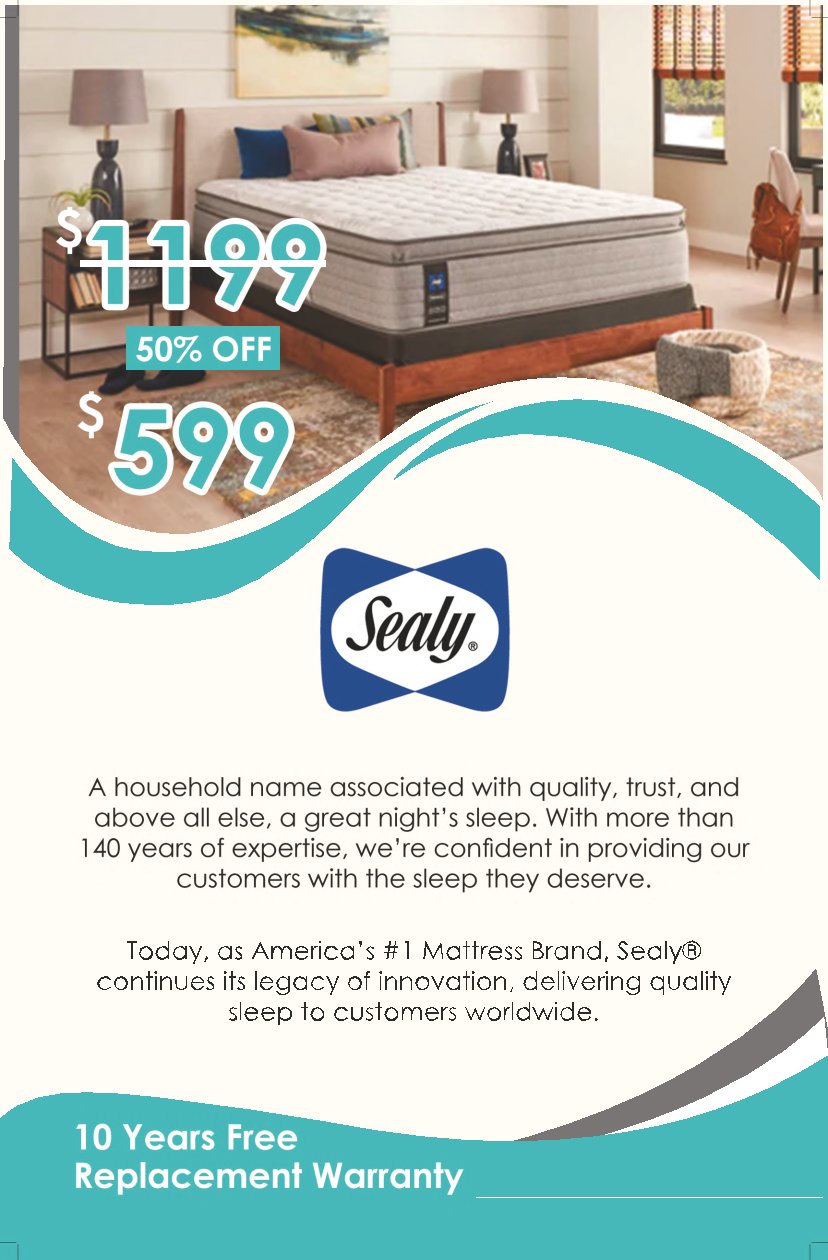 $1199
50% OFF
$599
Sealy®
A household name associated with quality, trust, and
above all else, a great night's sleep. With more than
140 years of expertise, we're confident in providing our
customers with the sleep they deserve.
Today, as America's #1 Mattress Brand, Sealy®
continues its legacy of innovation, delivering quality
sleep to customers worldwide.
10 Years Free
Replacement Warranty